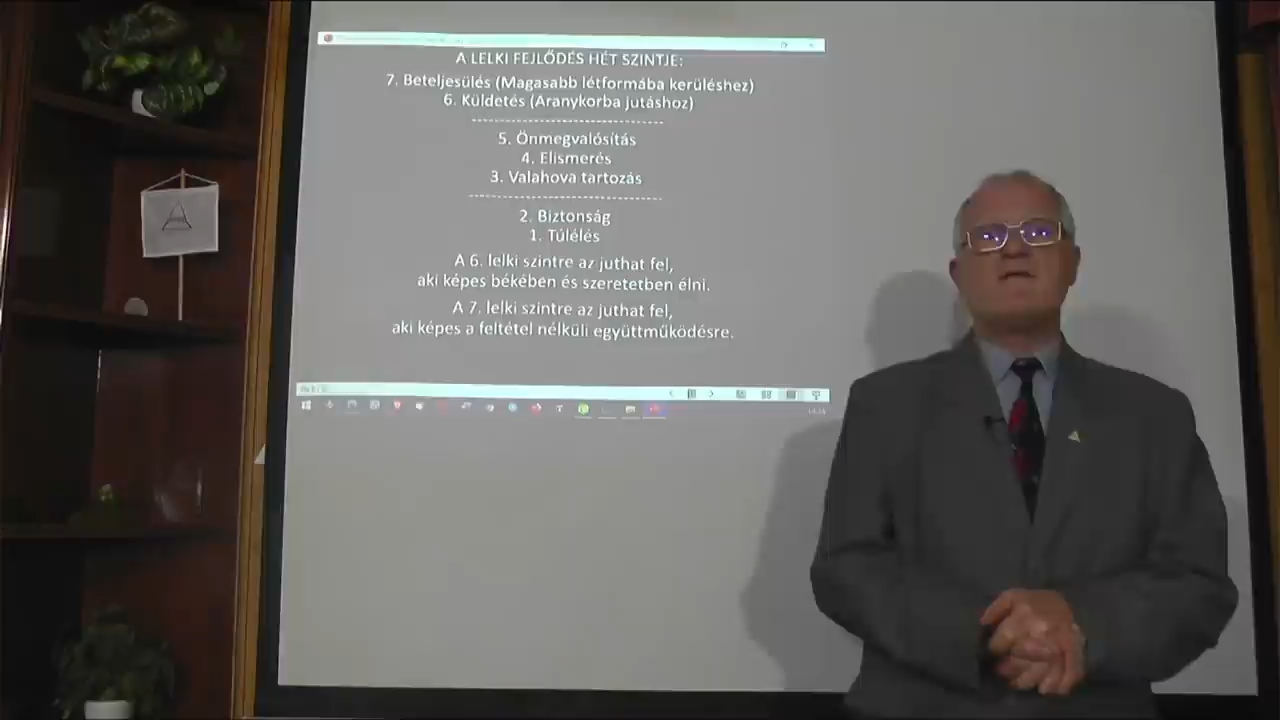 A LELKI FEJLŐDÉS HÉT SZINTJE:
7. Beteljesülés (Magasabb létformába kerüléshez)
6. Küldetés (Aranykorba jutáshoz)
--------------------------------
5. Önmegvalósítás
4. Elismerés
3. Valahova tartozás
--------------------------------
2. Biztonság
1. Túlélés
A 6. lelki szintre az juthat fel,
aki képes békében és szeretetben élni.
A 7. lelki szintre az juthat fel,
aki képes a feltétel nélküli együttműködésre.